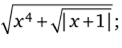 √(x⁴ + √|x + 1|) ;